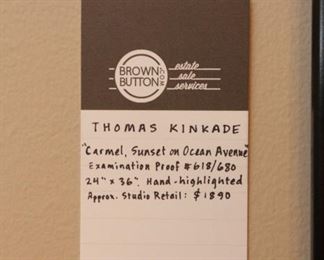 BROWN
BUTTON
.COM
estate
sale
services
THOMAS KINKADE
"Carmel, Sunset on Ocean Avenue"
Examination Proof #618/680
24" x 36". Hand-highlighted
Approx. Studio Retail: $1890